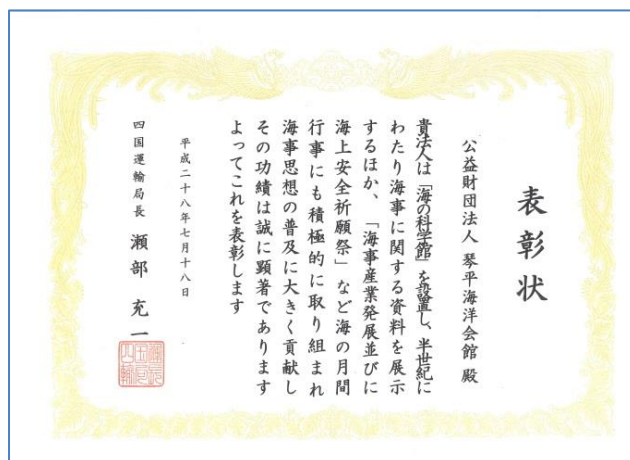 表彰状
公益財団法人 琴平海洋会館 殿
貴法人は「海の科学館」を設置し、半世紀に
わたり海事に関する資料を展示
するほか、「海事産業発展並びに
海上安全祈願祭」など海の月間
行事にも積極的に取り組まれ
海事思想の普及に大きく貢献し
その功績は誠に顕著であります
よってこれを表彰します
平成二十八年七月十八日
四国運輸局長 瀬部 充一